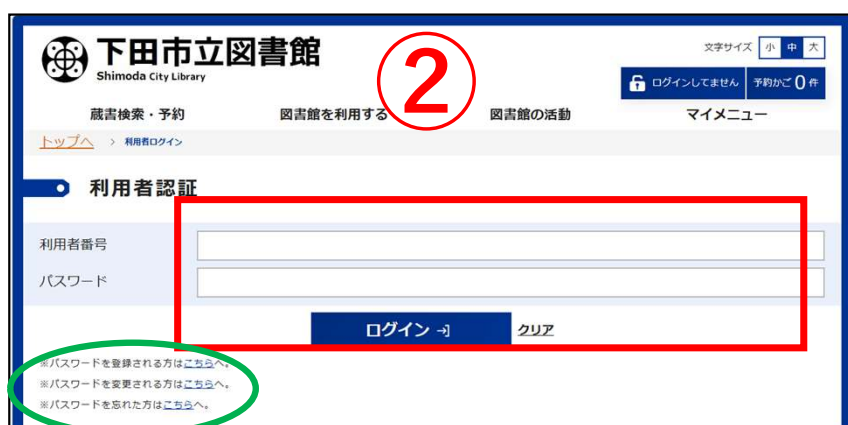 下田市立図書館
Shimoda City Library
②
文字サイズ 小 中 大
ログインしてません 予約かご 0 件
蔵書検索・予約 図書館を利用する 図書館の活動 マイメニュー
トップへ > 利用者ログイン>
利用者認証
利用者番号
パスワード
ログイン クリア
※パスワードを登録される方はこちらへ。
※パスワードを変更される方はこちらへ。
※パスワードを忘れた方はこちらへ。